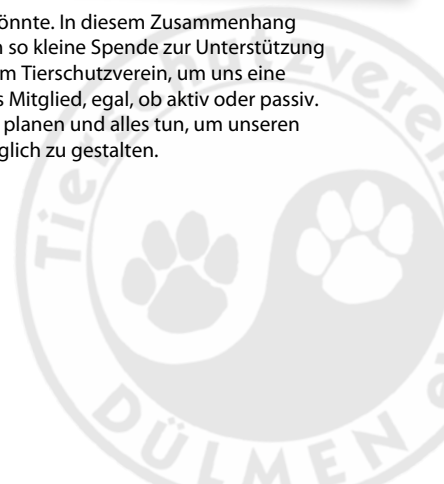 önnte. In diesem Zusammenhang
n so kleine Spende zur Unterstützung
m Tierschutzverein, um uns eine
s Mitglied, egal, ob aktiv oder passiv.
planen und alles tun, um unseren
glich zu gestalten.
Tierschutzverein
DÜLMEN e